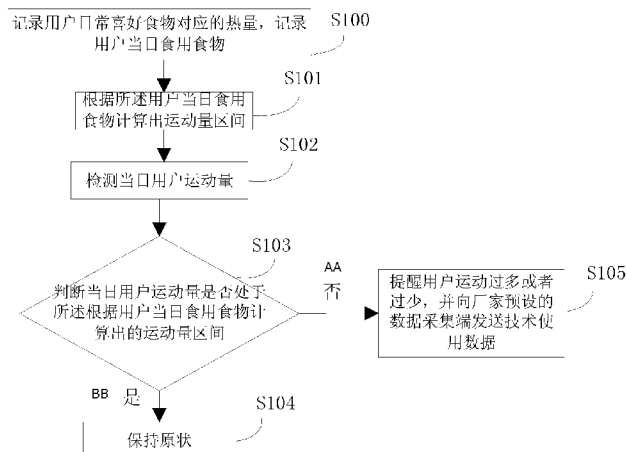 记录用户日常喜好食物对应的热量，记录
用户当日食用食物
S100
根据所述用户当日食用
食物计算出运动量区间
S101
检测当日用户运动量
S102
判断当日用户运动量是否处于
所述根据用户当日食用食物计
算出的运动量区间
S103
AA
否
提醒用户运动过多或者
过少，并向厂家预设的
数据采集端发送技术使
用数据
S105
BB 是
保持原状
S104